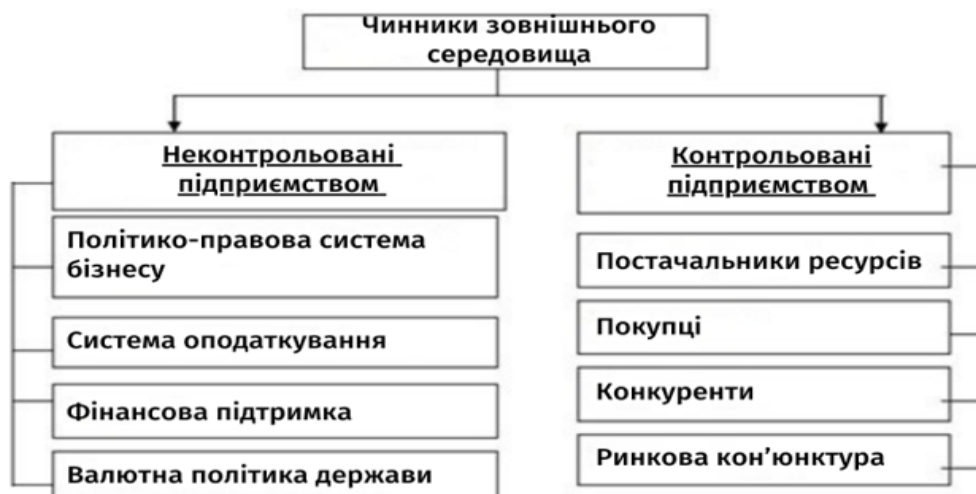 Чинники зовнішнього
середовища
Неконтрольовані
підприємством
Політико-правова система
бізнесу
Система оподаткування
Фінансова підтримка
Валютна політика держави
Контрольовані
підприємством
Постачальники ресурсів
Покупці
Конкуренти
Ринкова кон’юнктура